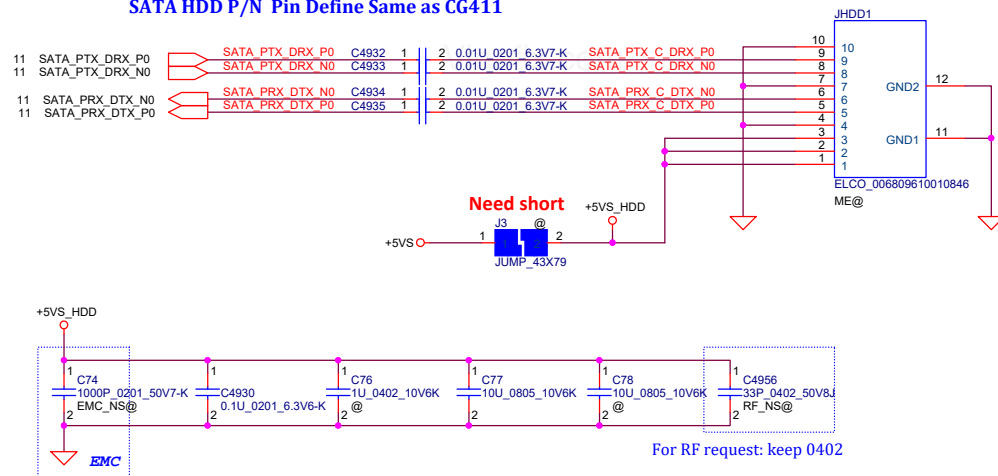 SATA HDD P/N Pin Define Same as CG411
JHDD1
11 SATA_PTX_DRX_P0 SATA_PTX_DRX_P0 C4932 1 2 0.01U_0201_6.3V7-K SATA_PTX_C_DRX_P0
11 SATA_PTX_DRX_N0 SATA_PTX_DRX_N0 C4933 1 2 0.01U_0201_6.3V7-K SATA_PTX_C_DRX_N0
11 SATA_PRX_DTX_N0 SATA_PRX_DTX_N0 C4934 1 2 0.01U_0201_6.3V7-K SATA_PRX_C_DTX_N0
11 SATA_PRX_DTX_P0 SATA_PRX_DTX_P0 C4935 1 2 0.01U_0201_6.3V7-K SATA_PRX_C_DTX_P0
10 10
9 9
8 8
7 7
6 6
5 5
4 4
3 3
2 2
1 1
GND2 12
GND1 11
ELCO_006809610010846
ME@
Need short
+5VS_HDD
J3 @
+5VS 1 1 2 2
JUMP_43X79
+5VS_HDD
1 C74 2
1000P_0201_50V7-K
EMC_NS@
1 C4930 2
0.1U_0201_6.3V6-K
1 C76 2
1U_0402_10V6K
@
1 C77 2
10U_0805_10V6K
1 C78 2
10U_0805_10V6K
@
1 C4956 2
33P_0402_50V8J
RF_NS@
EMC
For RF request: keep 0402